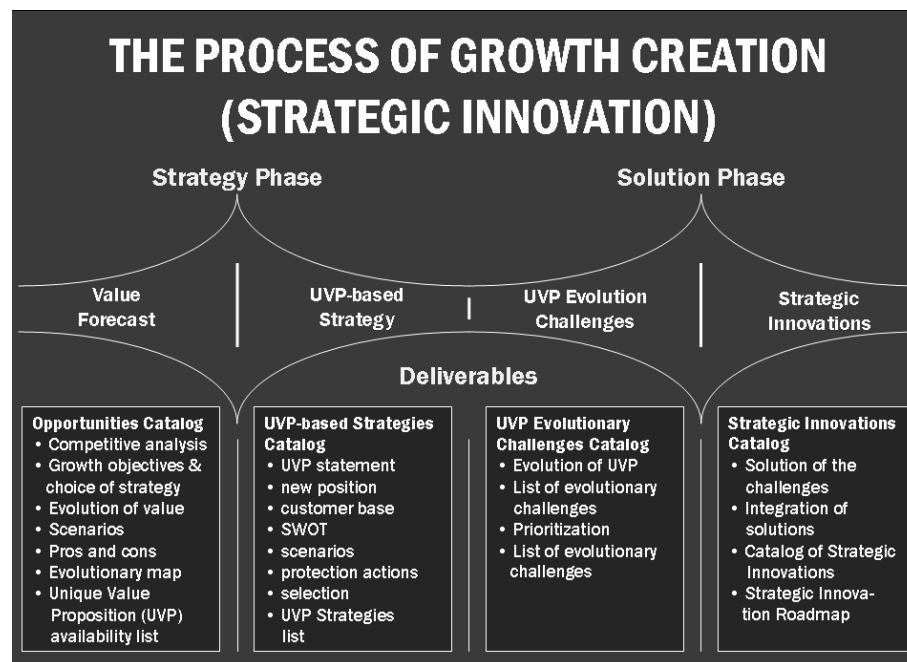 THE PROCESS OF GROWTH CREATION
(STRATEGIC INNOVATION)
Strategy Phase
Solution Phase
Value
Forecast
UVP-based
Strategy
UVP Evolution
Challenges
Strategic
Innovations
Deliverables
Opportunities Catalog
• Competitive analysis
• Growth objectives &
choice of strategy
• Evolution of value
• Scenarios
• Pros and cons
• Evolutionary map
• Unique Value
Proposition (UVP)
availability list
UVP-based Strategies
Catalog
• UVP statement
• new position
• customer base
• SWOT
• scenarios
• protection actions
• selection
• UVP Strategies
list
UVP Evolutionary
Challenges Catalog
• Evolution of UVP
• List of evolutionary
challenges
• Prioritization
• List of evolutionary
challenges
Strategic Innovations
Catalog
• Solution of the
challenges
• Integration of
solutions
• Catalog of Strategic
Innovations
• Strategic Innova-
tion Roadmap